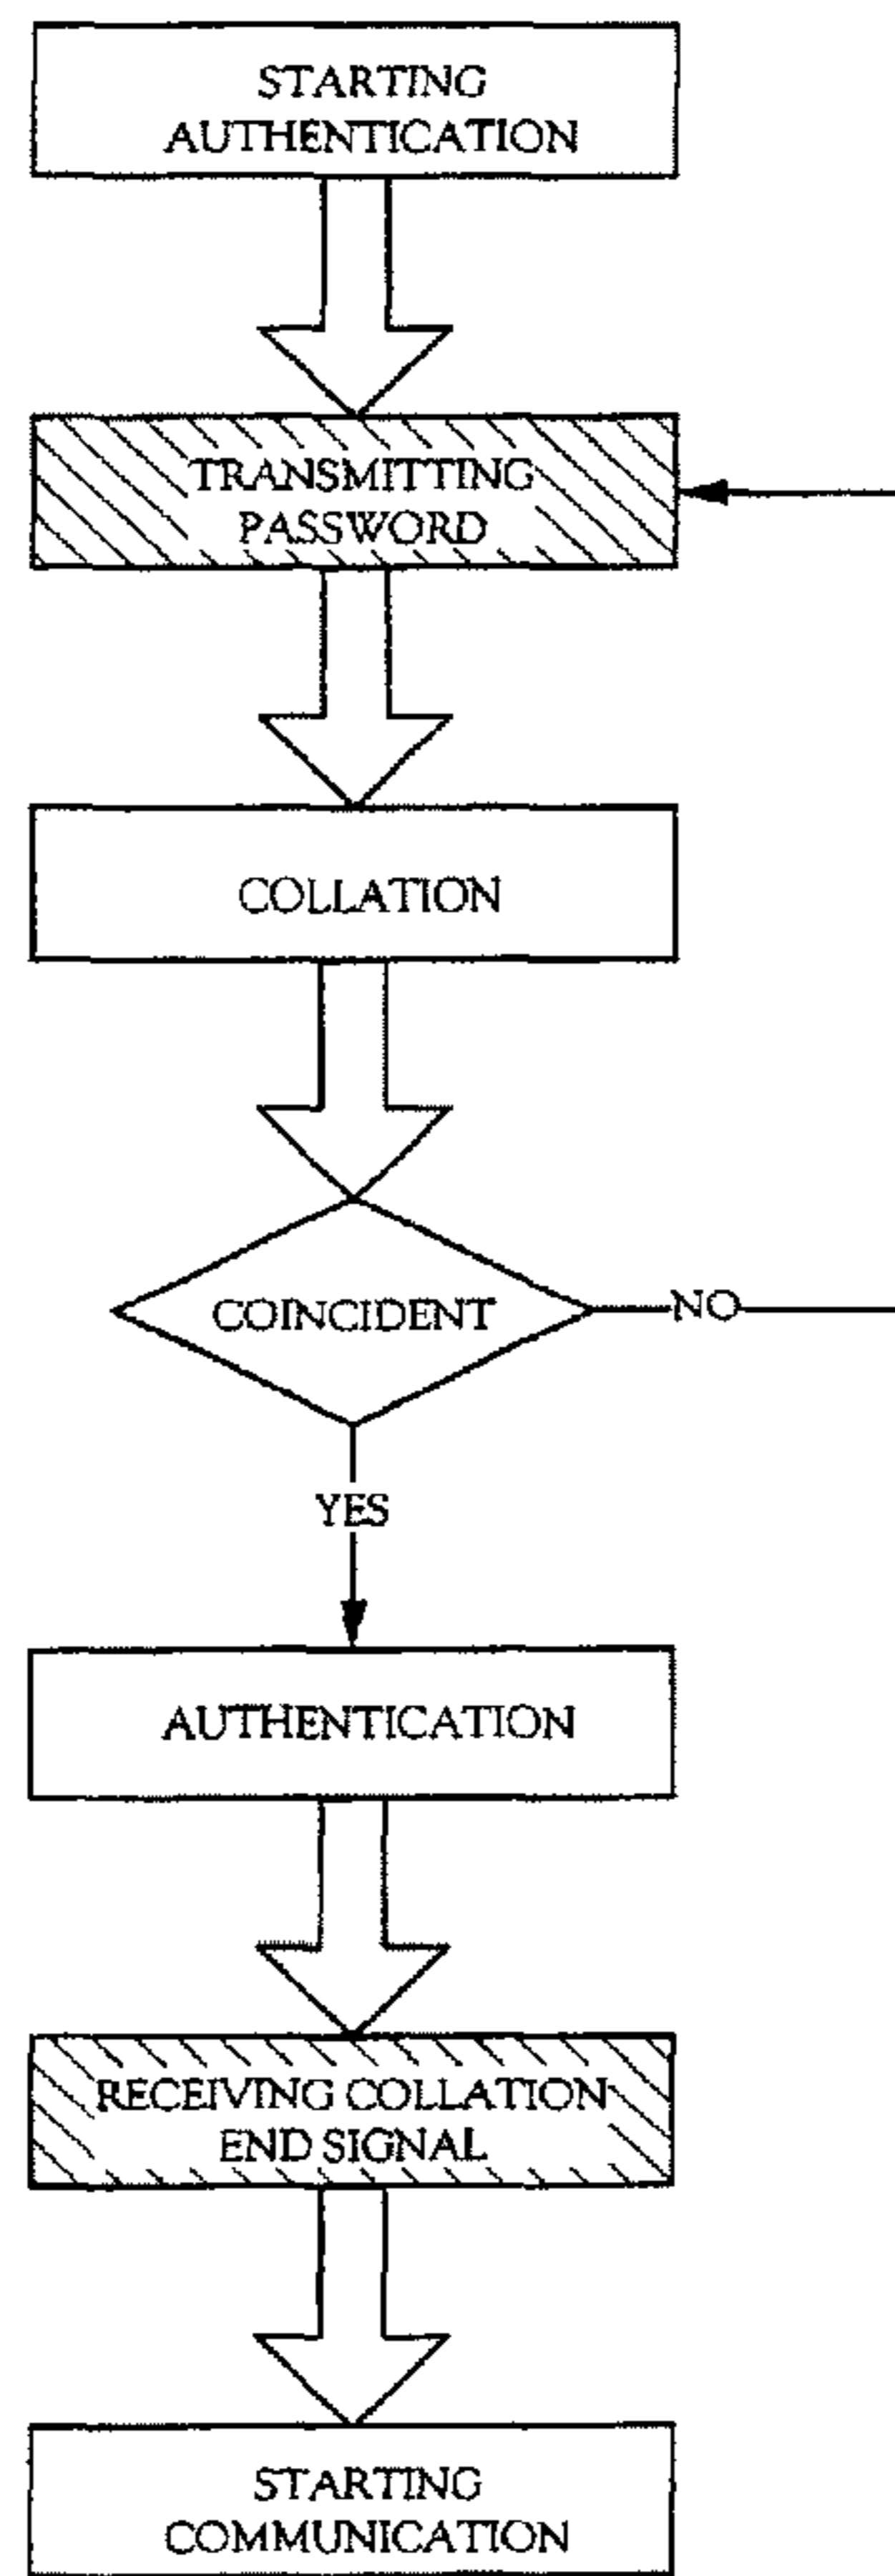 STARTING
AUTHENTICATION
TRANSMITTING
PASSWORD
COLLATION
COINCIDENT
NO
YES
AUTHENTICATION
RECEIVING COLLATION
END SIGNAL
STARTING
COMMUNICATION